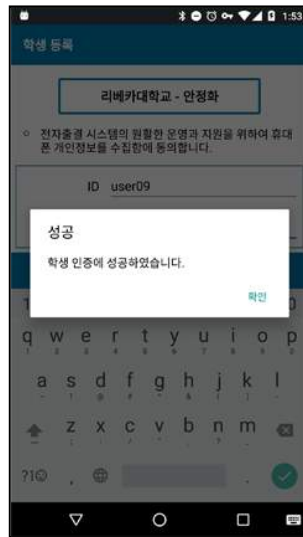 1:53
학생 등록
리베카대학교 - 안정화
전자출결 시스템의 원활한 운영과 지원을 위하여 휴대
폰 개인정보를 수집함에 동의합니다.
ID user09
성공
학생 인증에 성공하였습니다.
확인
q w e r t y u i o p
a s d f g h j k l
z x c v b n m
?1☺ , .